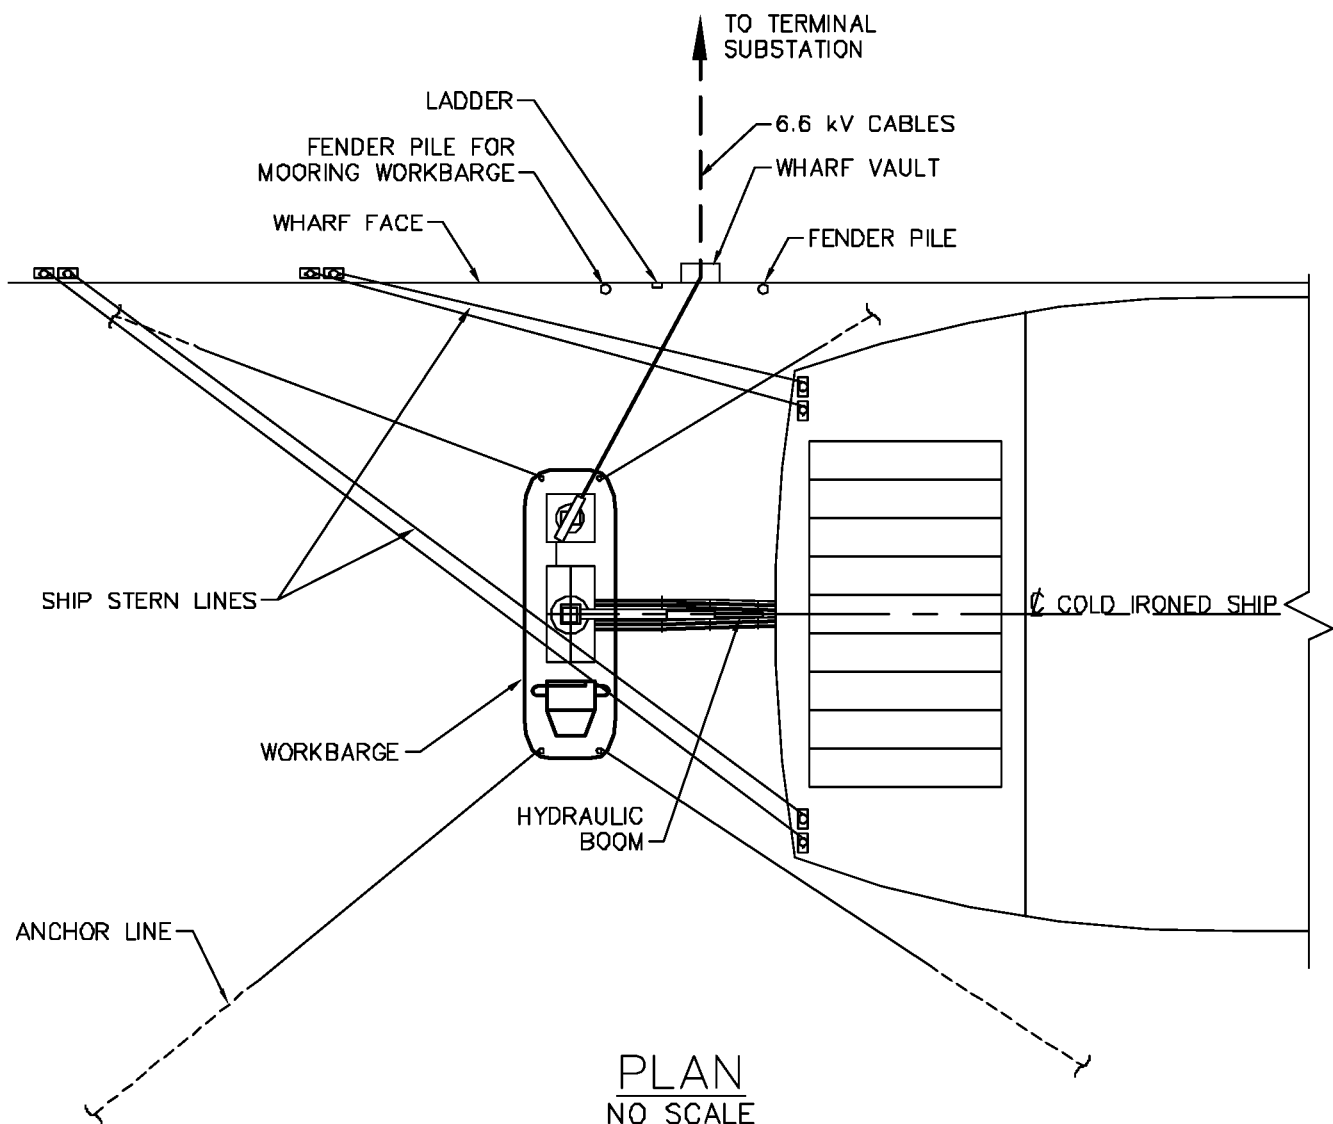 TO TERMINAL
SUBSTATION
LADDER
6.6 kV CABLES
FENDER PILE FOR
MOORING WORKBARGE
WHARF VAULT
WHARF FACE
FENDER PILE
SHIP STERN LINES
℄ COLD IRONED SHIP
WORKBARGE
HYDRAULIC
BOOM
ANCHOR LINE
PLAN
NO SCALE